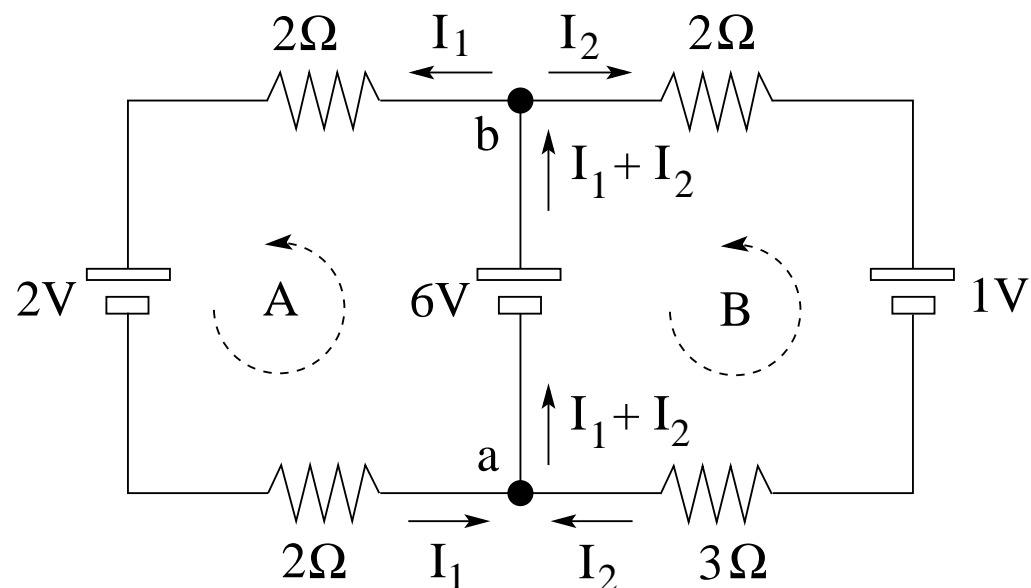 2Ω I₁ I₂ 2Ω
b
I₁ + I₂
2V A 6V B 1V
I₁ + I₂
a
2Ω I₁ I₂ 3Ω